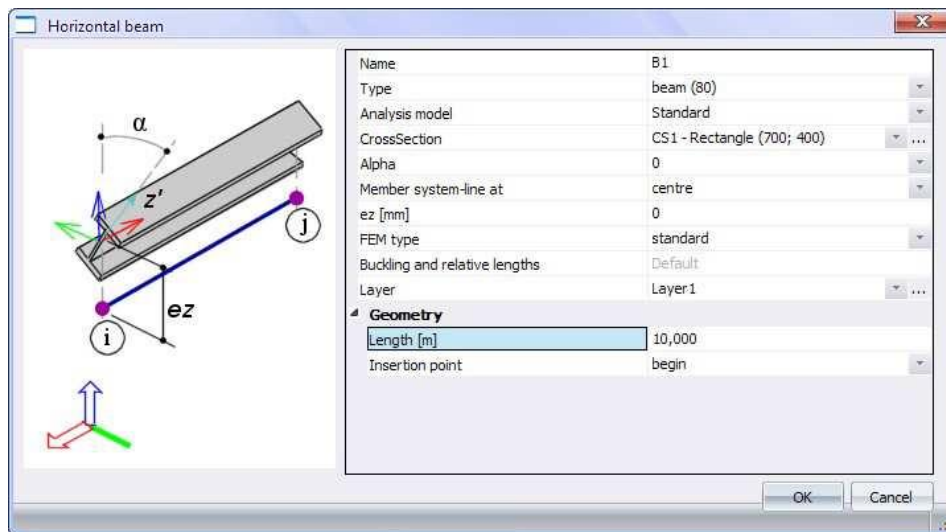 Horizontal beam
α
z'
j
ez
i
Name B1
Type beam (80)
Analysis model Standard
CrossSection CS1 - Rectangle (700; 400) ...
Alpha 0
Member system-line at centre
ez [mm] 0
FEM type standard
Buckling and relative lengths Default
Layer Layer1 ...
Geometry
Length [m] 10,000
Insertion point begin
OK Cancel